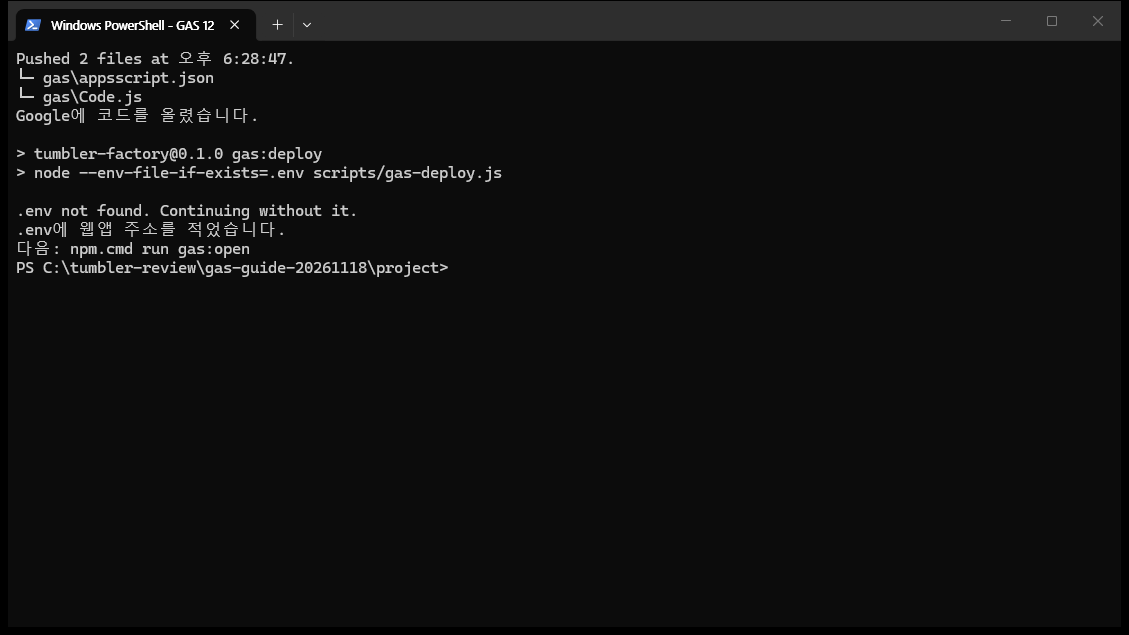 Windows PowerShell - GAS 12
Pushed 2 files at 오후 6:28:47.
└─ gas\appsscript.json
└─ gas\Code.js
Google에 코드를 올렸습니다.
> tumbler-factory@0.1.0 gas:deploy
> node --env-file-if-exists=.env scripts/gas-deploy.js
.env not found. Continuing without it.
.env에 웹앱 주소를 적었습니다.
다음: npm.cmd run gas:open
PS C:\tumbler-review\gas-guide-20261118\project>